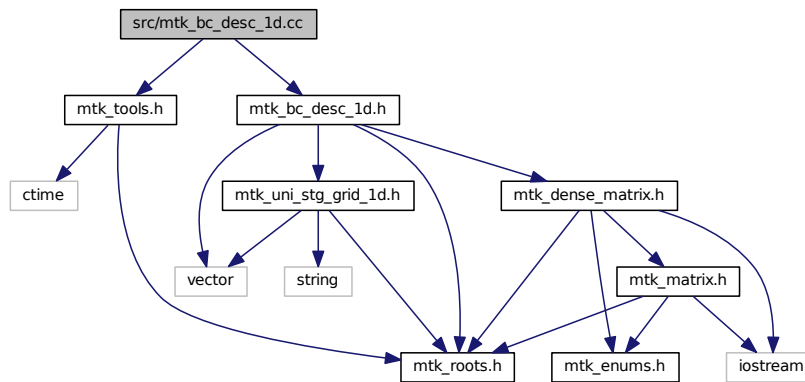 src/mtk_bc_desc_1d.cc
mtk_tools.h
mtk_bc_desc_1d.h
ctime
mtk_uni_stg_grid_1d.h
mtk_dense_matrix.h
vector
string
mtk_matrix.h
mtk_roots.h
mtk_enums.h
iostream